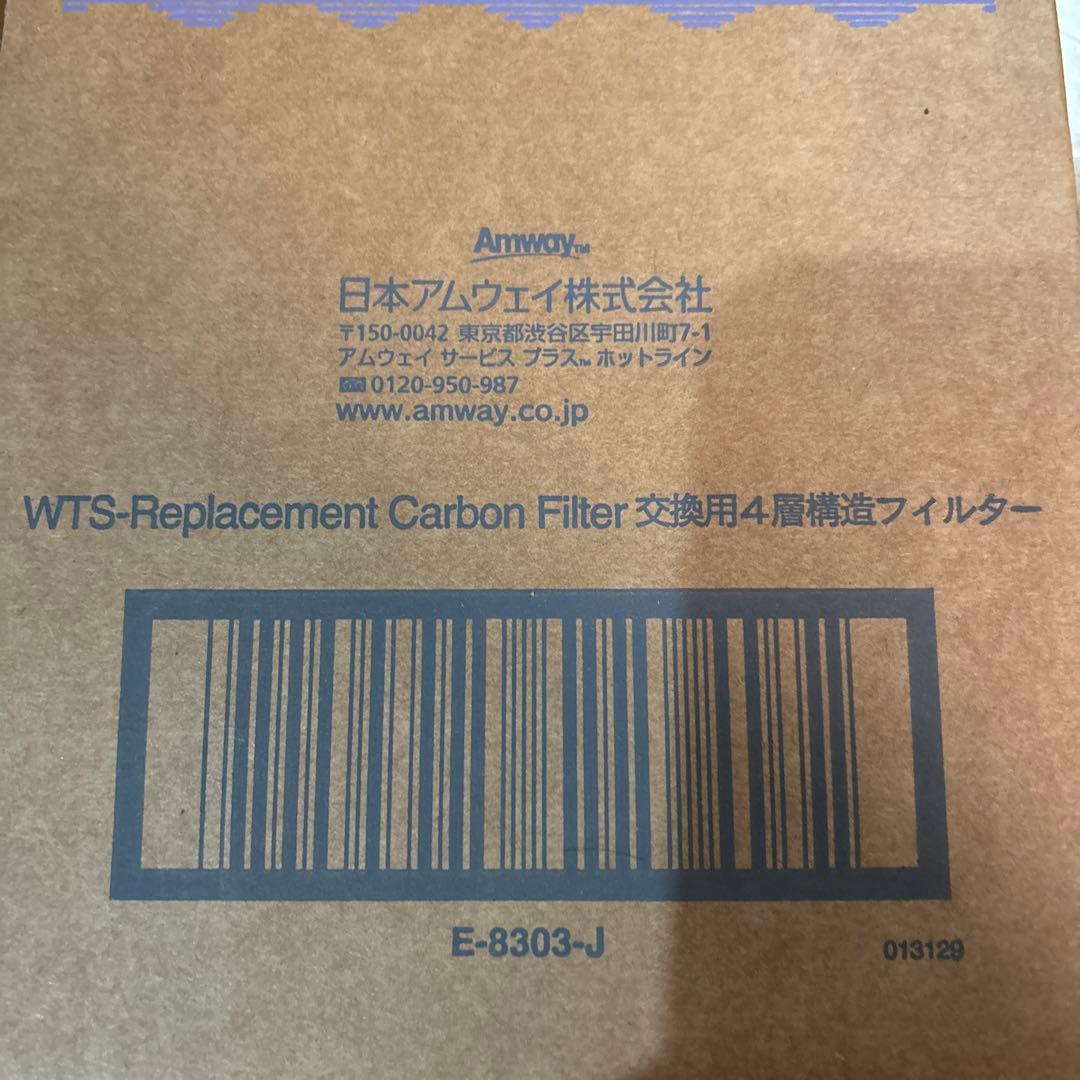 Amway™
日本アムウェイ株式会社
〒150-0042 東京都渋谷区宇田川町7-1
アムウェイ サービス プラス™ ホットライン
0120-950-987
www.amway.co.jp
WTS-Replacement Carbon Filter 交換用4層構造フィルター
E-8303-J
013129